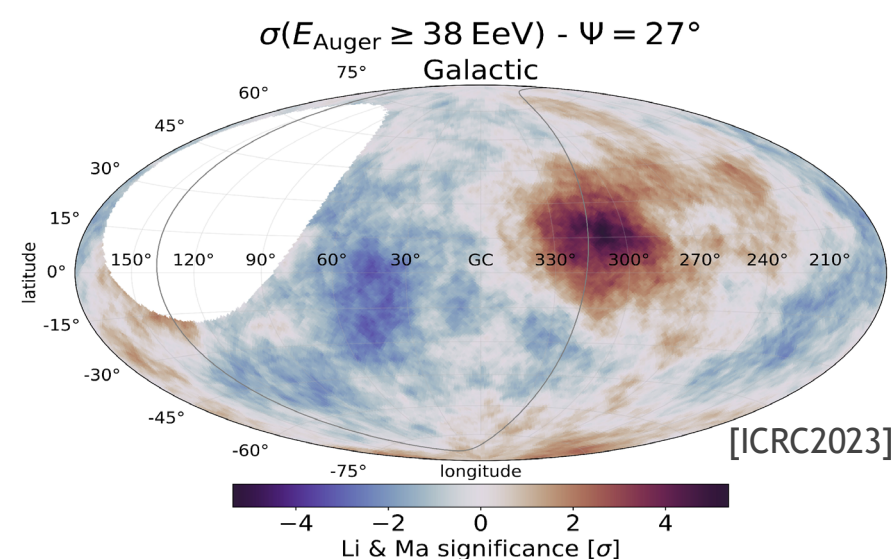 σ(E_Auger ≥ 38 EeV) - Ψ = 27°
Galactic
75°
60°
45°
30°
15°
0°
-15°
-30°
-45°
-60°
-75°
latitude
150° 120° 90° 60° 30° GC 330° 300° 270° 240° 210°
longitude
[ICRC2023]
−4 −2 0 2 4
Li & Ma significance [σ]